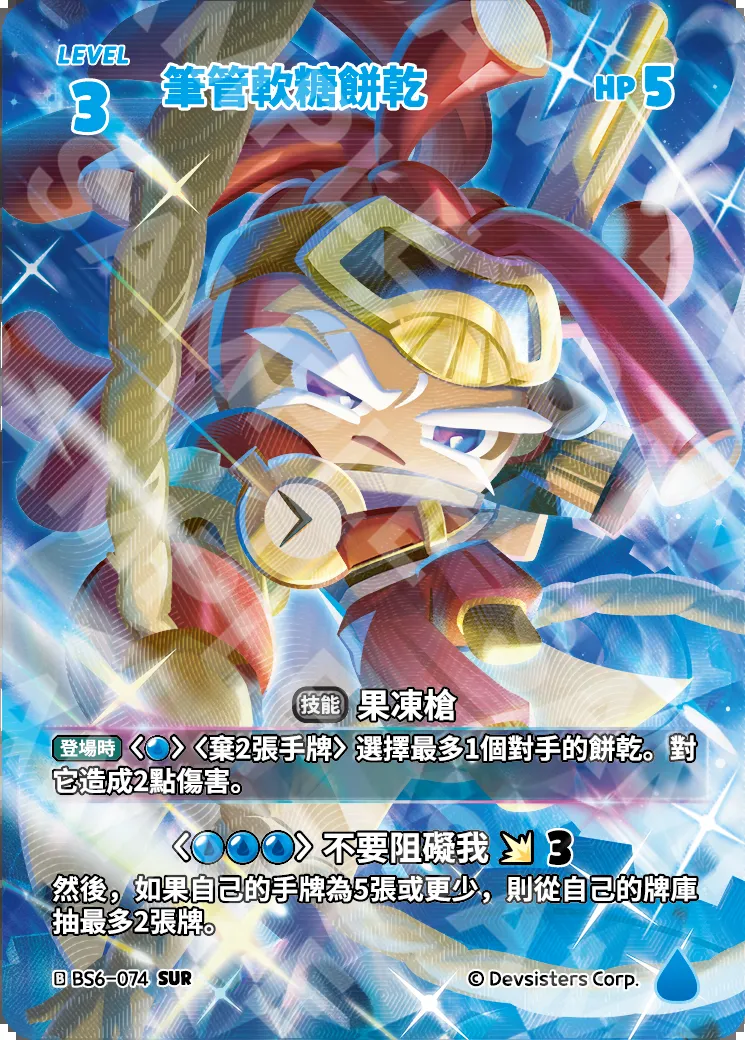 LEVEL
3
筆管軟糖餅乾
HP 5
技能 果凍槍
登場時 〈〉〈棄2張手牌〉選擇最多1個對手的餅乾。對
它造成2點傷害。
〈〉不要阻礙我 3
然後，如果自己的手牌為5張或更少，則從自己的牌庫
抽最多2張牌。
B BS6-074 SUR
© Devsisters Corp.